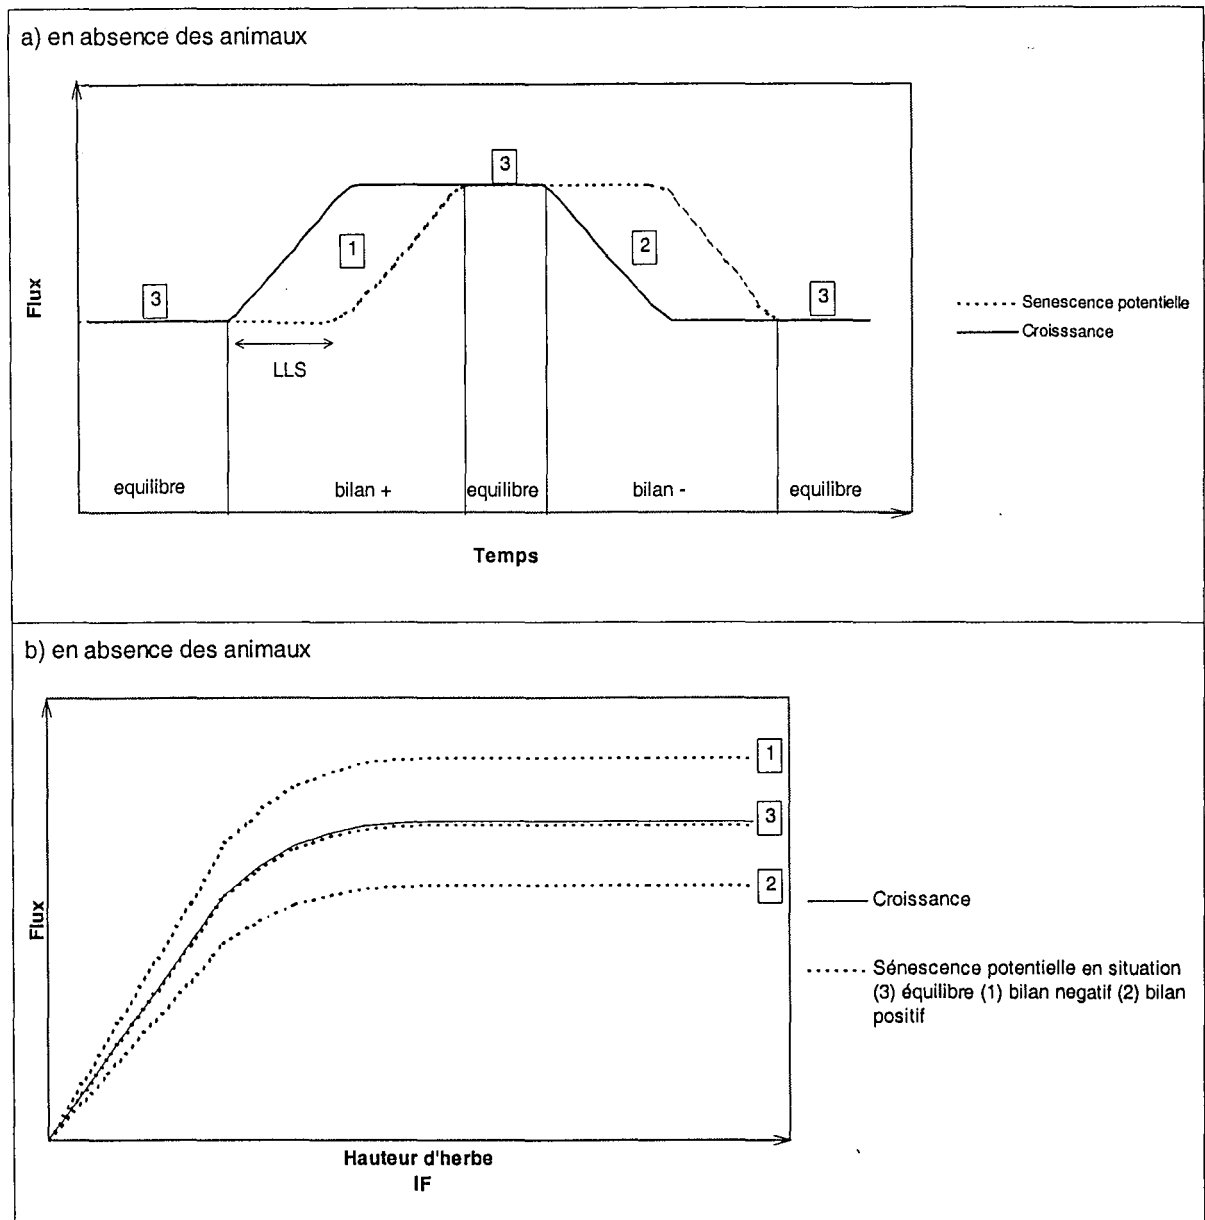 a) en absence des animaux
3
1
2
3
3
Flux
LLS
Senescence potentielle
Croisssance
equilibre
bilan +
equilibre
bilan -
equilibre
Temps
b) en absence des animaux
1
3
2
Flux
Croissance
Sénescence potentielle en situation
(3) équilibre (1) bilan negatif (2) bilan
positif
Hauteur d'herbe
IF